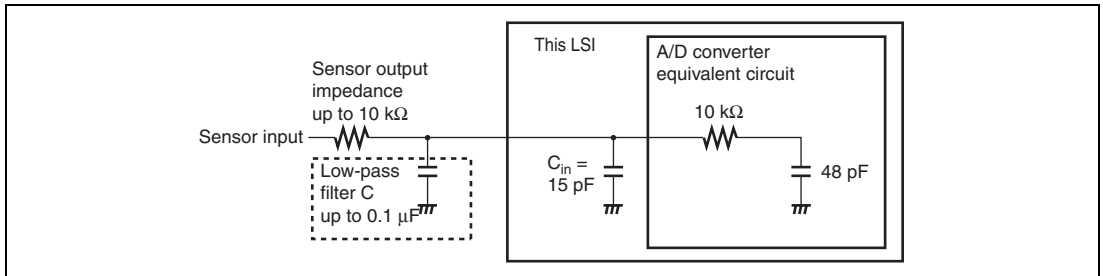 This LSI
A/D converter
equivalent circuit
Sensor output
impedance
up to 10 kΩ
10 kΩ
Sensor input
Low-pass
filter C
up to 0.1 μF
C_in =
15 pF
48 pF